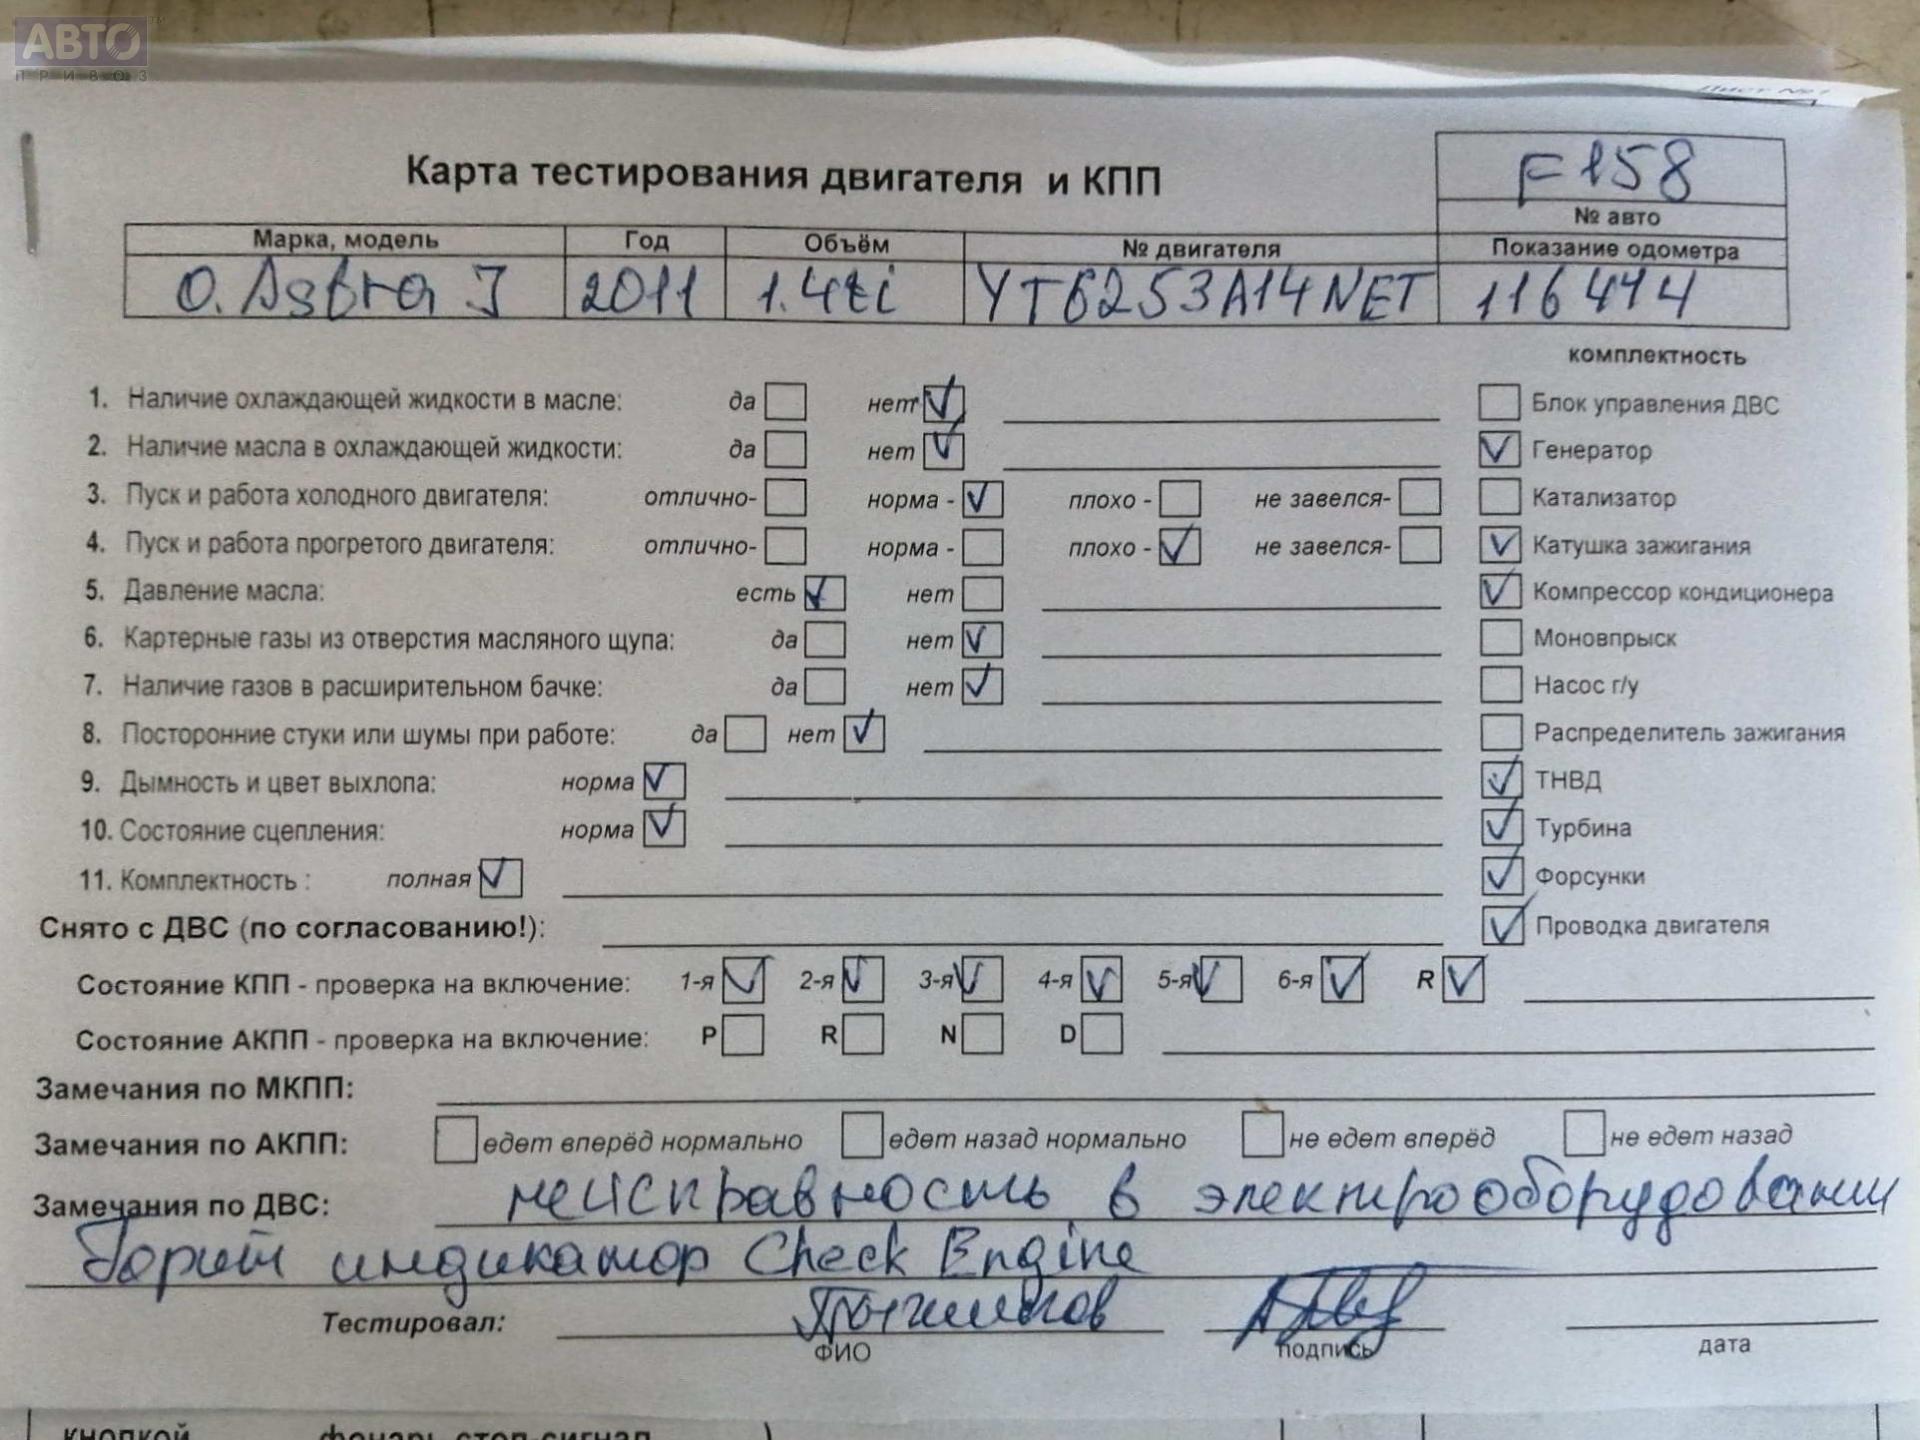 АВТО
ПРИВОЗ
Карта тестирования двигателя и КПП
F158
№ авто
Марка, модель Год Объём № двигателя Показание одометра
O. Astra J 2011 1.4ti YT6253A14NET 116414
комплектность
1. Наличие охлаждающей жидкости в масле: да нет Блок управления ДВС
2. Наличие масла в охлаждающей жидкости: да нет Генератор
3. Пуск и работа холодного двигателя: отлично- норма - плохо - не завелся- Катализатор
4. Пуск и работа прогретого двигателя: отлично- норма - плохо - не завелся- Катушка зажигания
5. Давление масла: есть нет Компрессор кондиционера
6. Картерные газы из отверстия масляного щупа: да нет Моновпрыск
7. Наличие газов в расширительном бачке: да нет Насос г/у
8. Посторонние стуки или шумы при работе: да нет Распределитель зажигания
9. Дымность и цвет выхлопа: норма ТНВД
10. Состояние сцепления: норма Турбина
11. Комплектность : полная Форсунки
Снято с ДВС (по согласованию!): Проводка двигателя
Состояние КПП - проверка на включение: 1-я 2-я 3-я 4-я 5-я 6-я R
Состояние АКПП - проверка на включение: P R N D
Замечания по МКПП:
Замечания по АКПП: едет вперёд нормально едет назад нормально не едет вперёд не едет назад
Замечания по ДВС: неисправность в электрооборудовании
горит индикатор Check Engine
Тестировал:
ФИО подпись дата
кнопкой фонарь стоп-сигнал